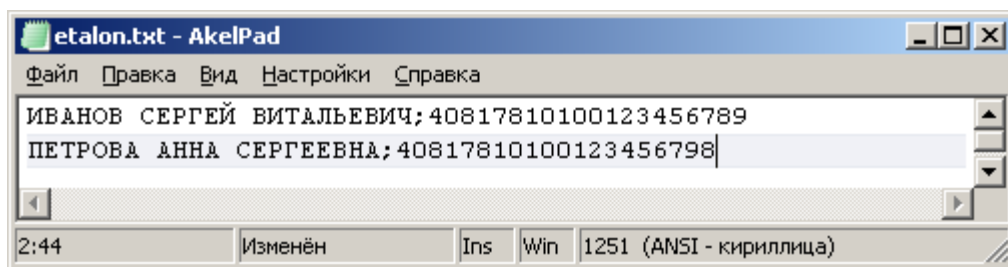 etalon.txt - AkelPad
Файл Правка Вид Настройки Справка
ИВАНОВ СЕРГЕЙ ВИТАЛЬЕВИЧ;40817810100123456789
ПЕТРОВА АННА СЕРГЕЕВНА;40817810100123456798
2:44 Изменён Ins Win 1251 (ANSI - кириллица)